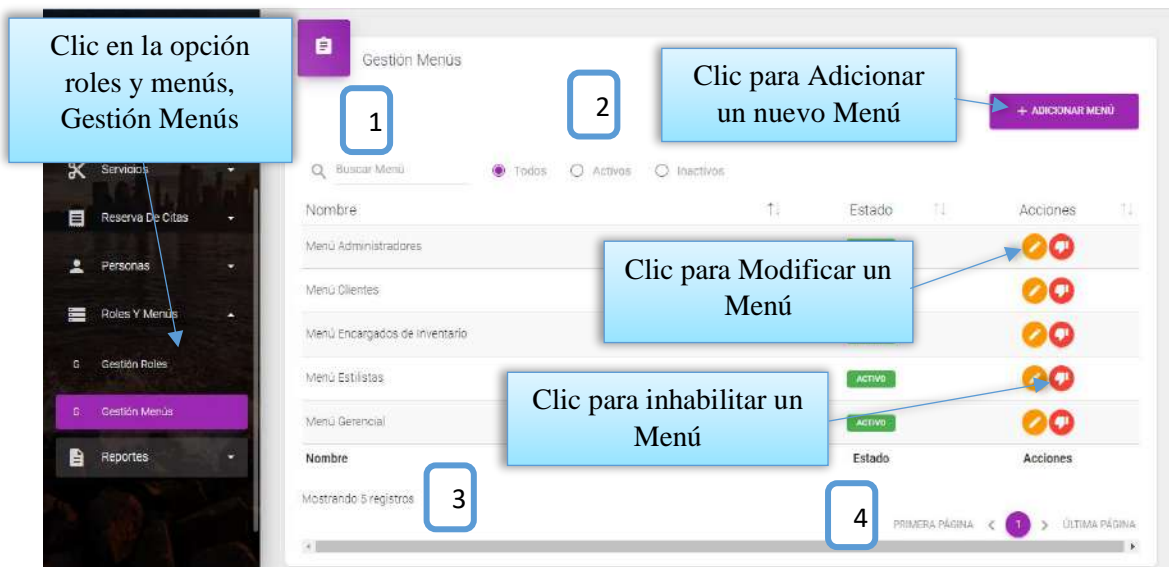 Clic en la opción
roles y menús,
Gestión Menús
Gestión Menús
1
2
Clic para Adicionar
un nuevo Menú
+ ADICIONAR MENÚ
Servicios
Buscar Menú
Todos
Activos
Inactivos
Reserva De Citas
Nombre
Estado
Acciones
Menú Administradores
Personas
Clic para Modificar un
Menú
Menú Clientes
Roles Y Menús
Menú Encargados de Inventario
G Gestión Roles
Menú Estilistas
ACTIVO
Clic para inhabilitar un
Menú
G Gestión Menús
Menú Gerencial
ACTIVO
Reportes
Nombre
Estado
Acciones
Mostrando 5 registros
3
4
PRIMERA PÁGINA < 1 > ÚLTIMA PÁGINA